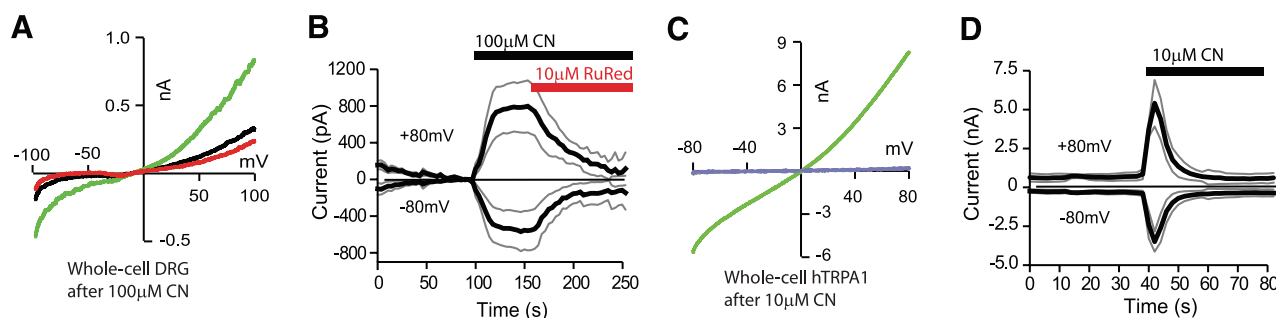 A
1.0
nA
0.5
-100
-50
mV
50
100
-0.5
Whole-cell DRG
after 100μM CN
B
100μM CN
10μM RuRed
1200
800
400
0
-400
-800
Current (pA)
+80mV
-80mV
0
50
100
150
200
250
Time (s)
C
9
6
nA
3
-80
-40
mV
40
80
-3
-6
Whole-cell hTRPA1
after 10μM CN
D
10μM CN
7.5
5.0
2.5
0
-2.5
-5.0
Current (nA)
+80mV
-80mV
0
10
20
30
40
50
60
70
80
Time (s)